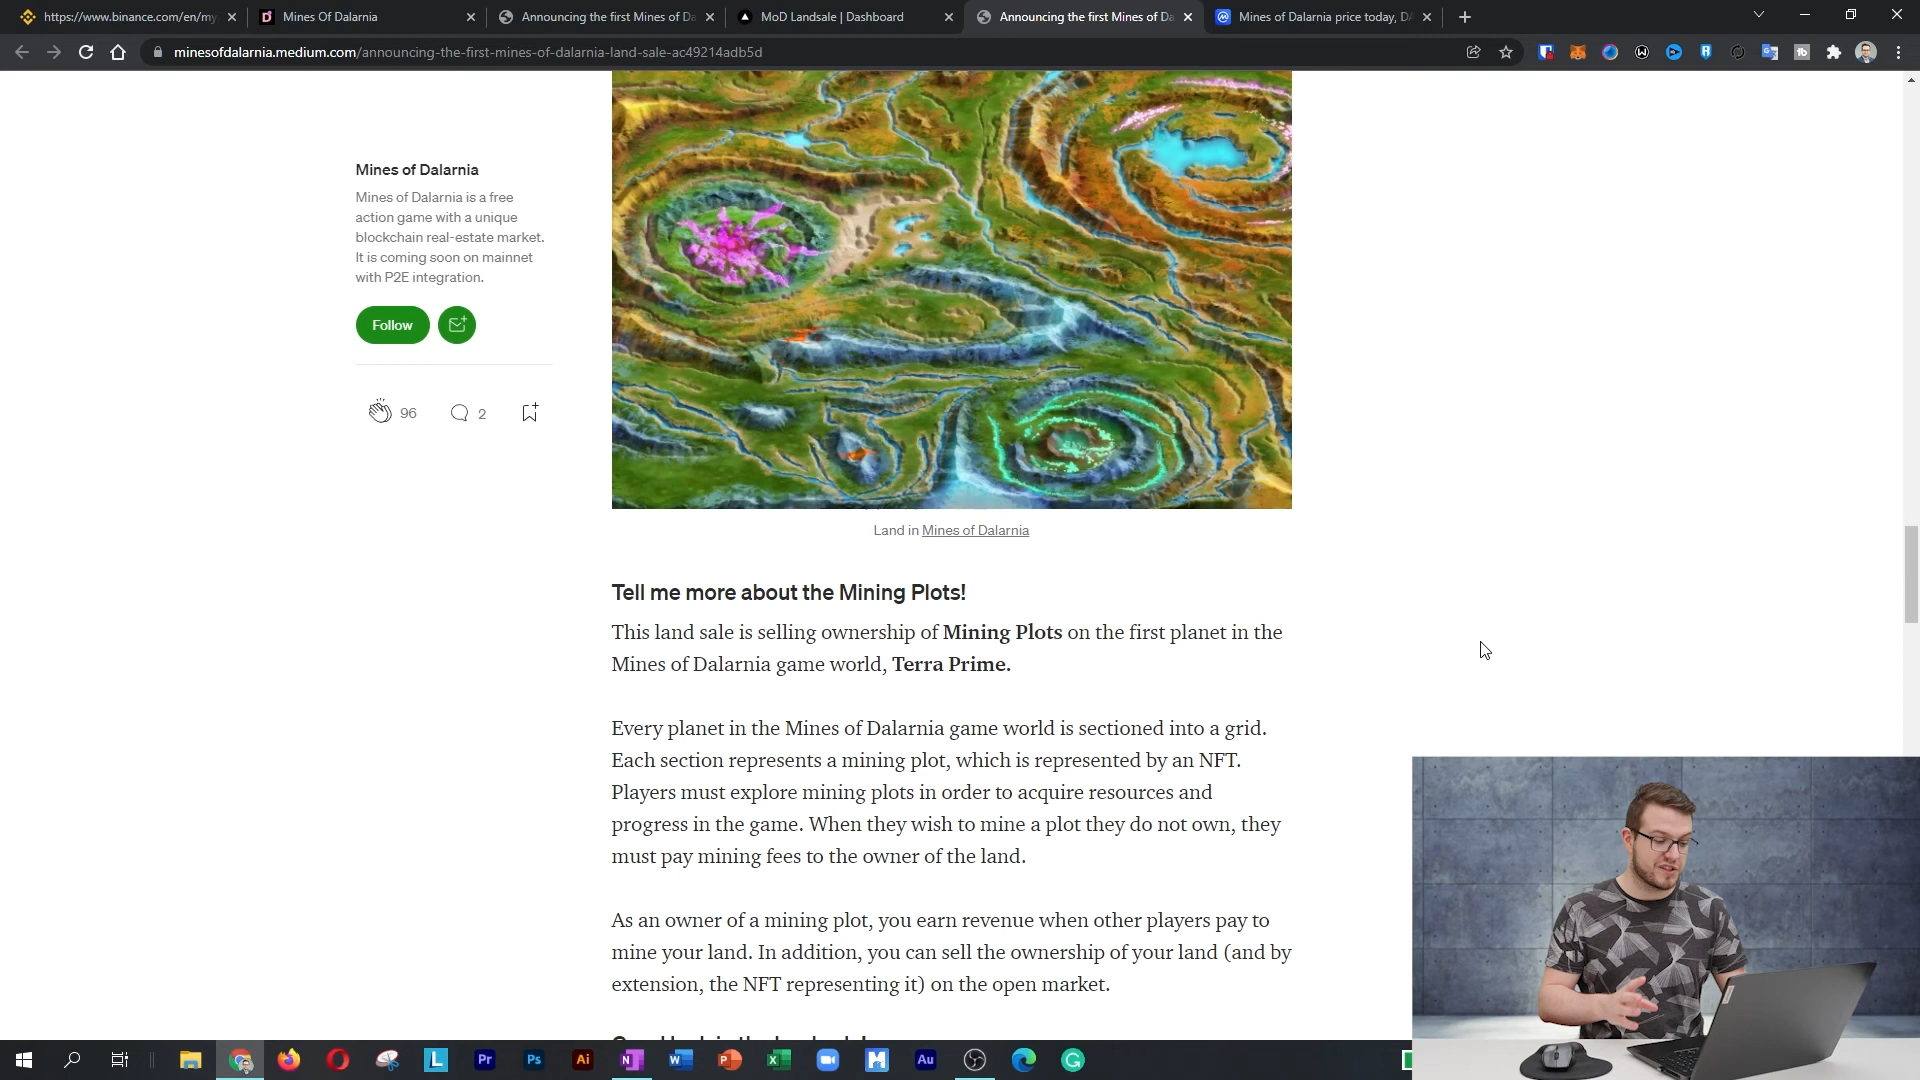 https://www.binance.com/en/my
Mines Of Dalarnia
Announcing the first Mines of Da
MoD Landsale | Dashboard
Announcing the first Mines of Da
Mines of Dalarnia price today, DA
minesofdalarnia.medium.com/announcing-the-first-mines-of-dalarnia-land-sale-ac49214adb5d
Mines of Dalarnia
Mines of Dalarnia is a free
action game with a unique
blockchain real-estate market.
It is coming soon on mainnet
with P2E integration.
Follow
96
2
Land in Mines of Dalarnia
Tell me more about the Mining Plots!
This land sale is selling ownership of Mining Plots on the first planet in the
Mines of Dalarnia game world, Terra Prime.
Every planet in the Mines of Dalarnia game world is sectioned into a grid.
Each section represents a mining plot, which is represented by an NFT.
Players must explore mining plots in order to acquire resources and
progress in the game. When they wish to mine a plot they do not own, they
must pay mining fees to the owner of the land.
As an owner of a mining plot, you earn revenue when other players pay to
mine your land. In addition, you can sell the ownership of your land (and by
extension, the NFT representing it) on the open market.
L
Pr
Ps
Ai
N
W
P
X
M
Au
G